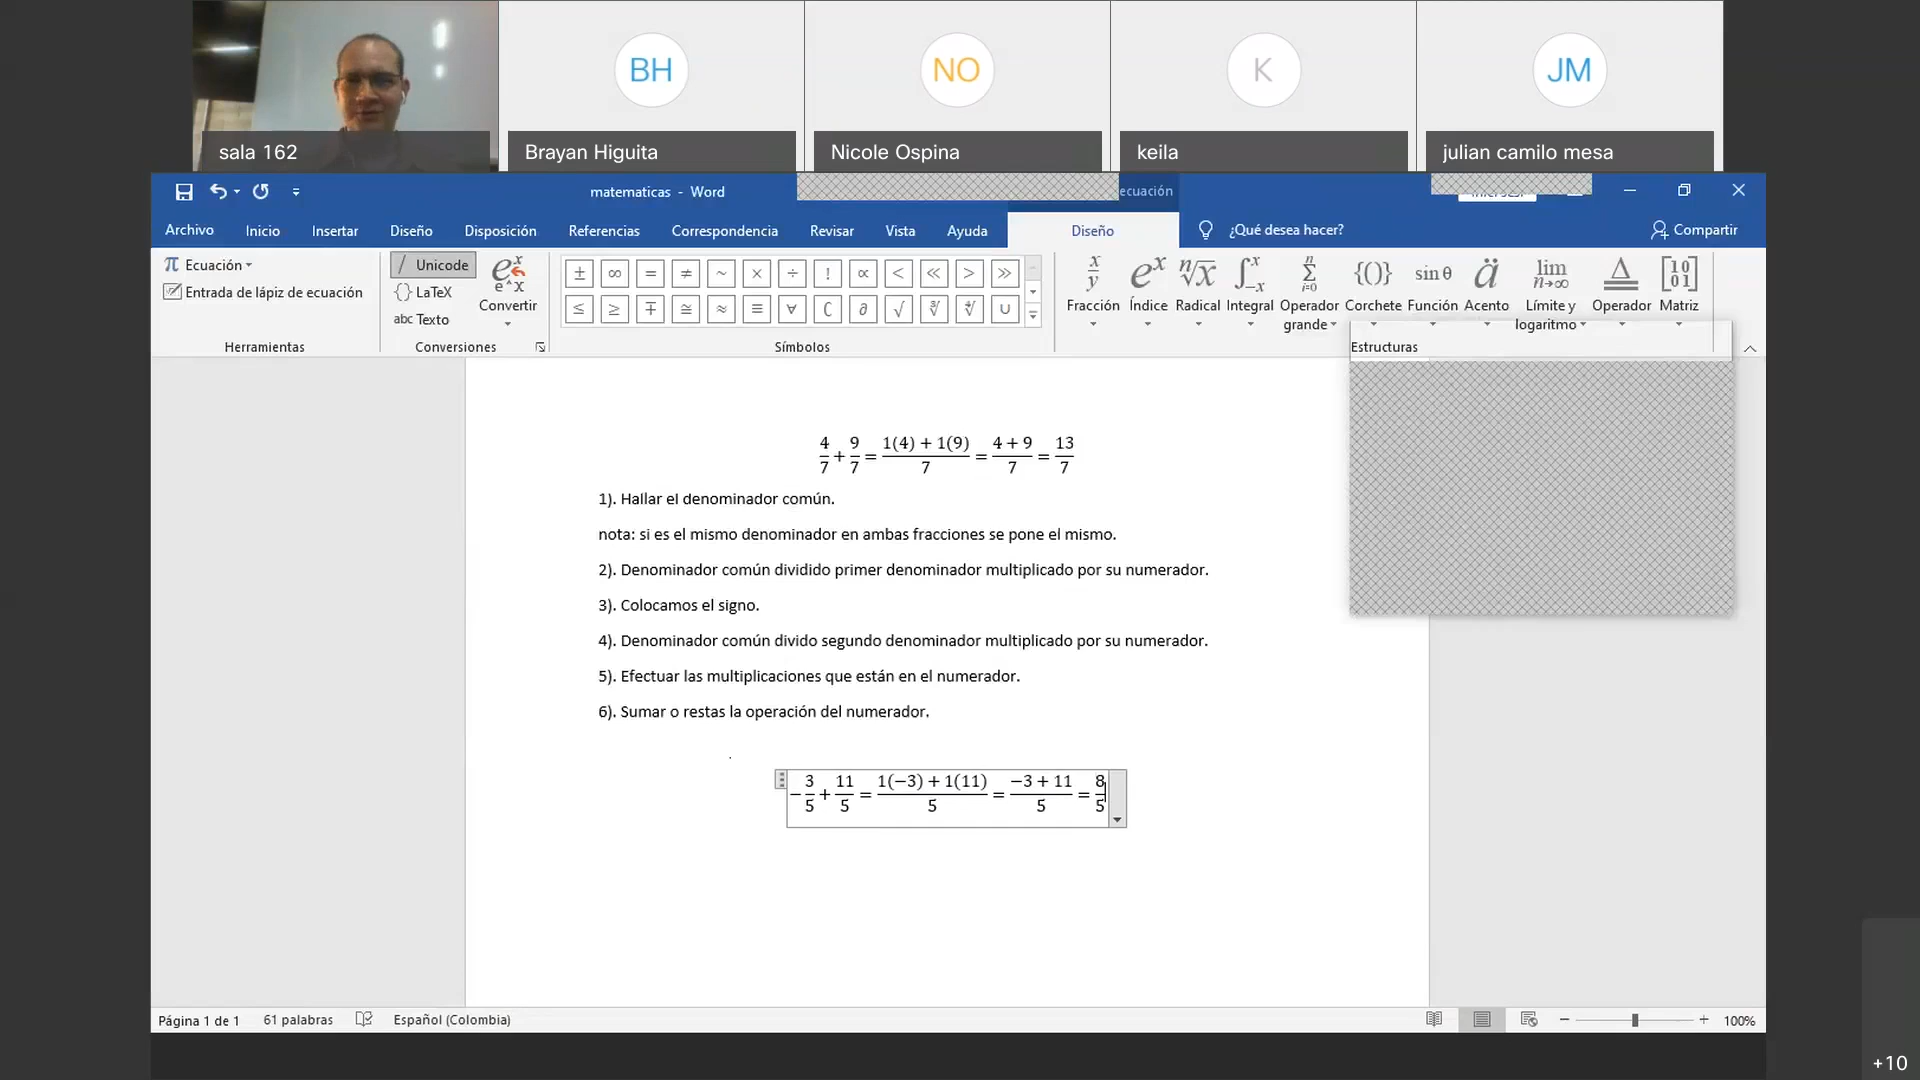 BH
NO
K
JM
sala 162
Brayan Higuita
Nicole Ospina
keila
julian camilo mesa
matematicas - Word
ecuación
Archivo
Inicio
Insertar
Diseño
Disposición
Referencias
Correspondencia
Revisar
Vista
Ayuda
Diseño
¿Qué desea hacer?
Compartir
π Ecuación
Entrada de lápiz de ecuación
Herramientas
/ Unicode
{} LaTeX
abc Texto
Convertir
Conversiones
± ∞ = ≠ ~ × ÷ ! ∝ < ≪ > ≫
≤ ≥ ∓ ≅ ≈ ≡ ∀ ∁ ∂ √ ∛ ∜ ∪
Símbolos
Fracción
Índice
Radical
Integral
Operador grande
Corchete
Función
Acento
Límite y logaritmo
Operador
Matriz
Estructuras
4/7 + 9/7 = (1(4) + 1(9))/7 = (4 + 9)/7 = 13/7
1). Hallar el denominador común.
nota: si es el mismo denominador en ambas fracciones se pone el mismo.
2). Denominador común dividido primer denominador multiplicado por su numerador.
3). Colocamos el signo.
4). Denominador común divido segundo denominador multiplicado por su numerador.
5). Efectuar las multiplicaciones que están en el numerador.
6). Sumar o restas la operación del numerador.
−3/5 + 11/5 = (1(−3) + 1(11))/5 = (−3 + 11)/5 = 8/5
Página 1 de 1
61 palabras
Español (Colombia)
100%
+10